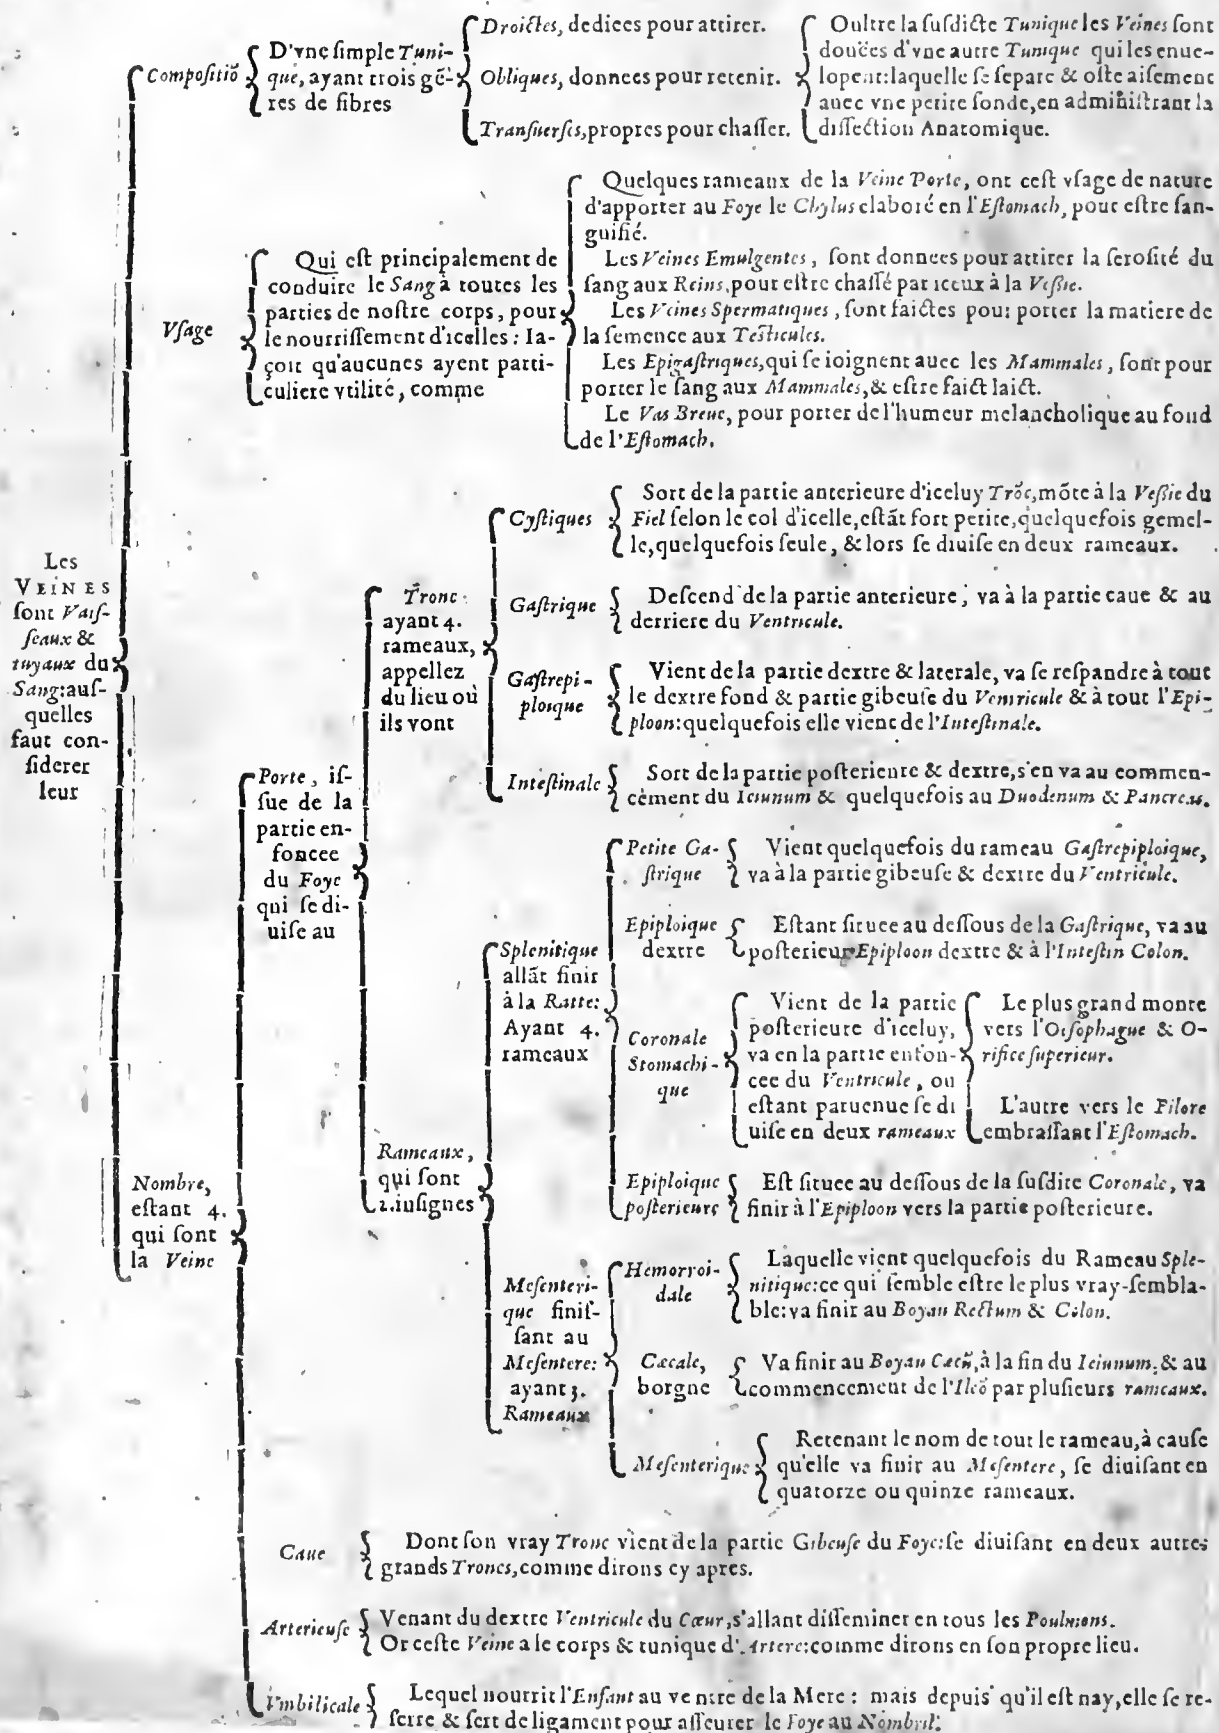 Les
VEINES
ſont Vaiſ-
ſeaux &
tuyaux du
Sang:auſ-
quelles
faut con-
ſiderer
leur
Compoſitiõ
D'vne ſimple Tuni-
que, ayant trois gẽ-
res de fibres
Droictes, dediees pour attirer.
Obliques, donnees pour retenir.
Tranſuerſes,propres pour chaſſer.
Oultre la ſuſdicte Tunique les Veines ſont
douëes d'vne autre Tunique qui les enue-
lopent:laquelle ſe ſepare & oſte aiſement
auec vne petite ſonde,en adminiſtrant la
diſſection Anatomique.
Vſage
Qui eſt principalement de
conduire le Sang à toutes les
parties de noſtre corps, pour
le nourriſſement d'icelles : Ia-
çoit qu'aucunes ayent parti-
culiere vtilité, comme
Quelques rameaux de la Veine Porte, ont ceſt vſage de nature
d'apporter au Foye le Chylus elaboré en l'Eſtomach, pour eſtre ſan-
guifié.
Les Veines Emulgentes, ſont donnees pour attirer la ſeroſité du
ſang aux Reins,pour eſtre chaſſé par iceux à la Veſſie.
Les Veines Spermatiques, ſont faictes pour porter la matiere de
la ſemence aux Teſticules.
Les Epigaſtriques,qui ſe ioignent auec les Mammales, ſont pour
porter le ſang aux Mammales,& eſtre faict laict.
Le Vas Breue, pour porter de l'humeur melancholique au fond
de l'Eſtomach.
Nombre,
eſtant 4.
qui ſont
la Veine
Porte, iſ-
ſue de la
partie en-
foncee
du Foye
qui ſe di-
uiſe au
Tronc
ayant 4.
rameaux,
appellez
du lieu où
ils vont
Cyſtiques
Sort de la partie anterieure d'iceluy Trõc,mõte à la Veſſie du
Fiel ſelon le col d'icelle,eſtãt fort petite,quelquefois gemel-
le,quelquefois ſeule, & lors ſe diuiſe en deux rameaux.
Gaſtrique
Deſcend de la partie anterieure, va à la partie caue & au
derriere du Ventricule.
Gaſtrepi-
ploique
Vient de la partie dextre & laterale, va ſe reſpandre à tout
le dextre fond & partie gibeuſe du Ventricule & à tout l'Epi-
ploon:quelquefois elle vient de l'Inteſtinale.
Inteſtinale
Sort de la partie poſterieure & dextre,s'en va au commen-
cement du Ieiunum & quelquefois au Duodenum & Pancreas.
Rameaux,
qui ſont
2.inſignes
Splenitique
allãt finir
à la Ratte:
Ayant 4.
rameaux
Petite Ga-
ſtrique
Vient quelquefois du rameau Gaſtrepiploique,
va à la partie gibeuſe & dextre du Ventricule.
Epiploique
dextre
Eſtant ſituee au deſſous de la Gaſtrique, va au
poſterieur Epiploon dextre & à l'Inteſtin Colon.
Coronale
Stomachi-
que
Vient de la partie
poſterieure d'iceluy,
va en la partie enfon-
cee du Ventricule, ou
eſtant paruenue ſe di
uiſe en deux rameaux
Le plus grand monte
vers l'Oeſophague & O-
rifice ſuperieur.
L'autre vers le Pilore
embraſſant l'Eſtomach.
Epiploique
poſterieure
Eſt ſituee au deſſous de la ſuſdite Coronale, va
finir à l'Epiploon vers la partie poſterieure.
Meſenteri-
que finiſ-
ſant au
Meſentere:
ayant 3.
Rameaux
Hemorroi-
dale
Laquelle vient quelquefois du Rameau Sple-
nitique:ce qui ſemble eſtre le plus vray-ſembla-
ble:va finir au Boyau Rectum & Colon.
Cæcale,
borgne
Va finir au Boyau Cæcũ,à la fin du Ieiunum,& au
commencement de l'Ileõ par pluſieurs rameaux.
Meſenterique
Retenant le nom de tout le rameau,à cauſe
qu'elle va finir au Meſentere, ſe diuiſant en
quatorze ou quinze rameaux.
Caue
Dont ſon vray Tronc vient de la partie Gibeuſe du Foye:ſe diuiſant en deux autres
grands Troncs,comme dirons cy apres.
Arterieuſe
Venant du dextre Ventricule du Cœur,s'allant diſſeminer en tous les Poulmons.
Or ceſte Veine a le corps & tunique d'Artere:comme dirons en ſon propre lieu.
Vmbilicale
Lequel nourrit l'Enfant au ventre de la Mere : mais depuis qu'il eſt nay,elle ſe re-
ſerre & ſert de ligament pour aſſeurer le Foye au Nombril.